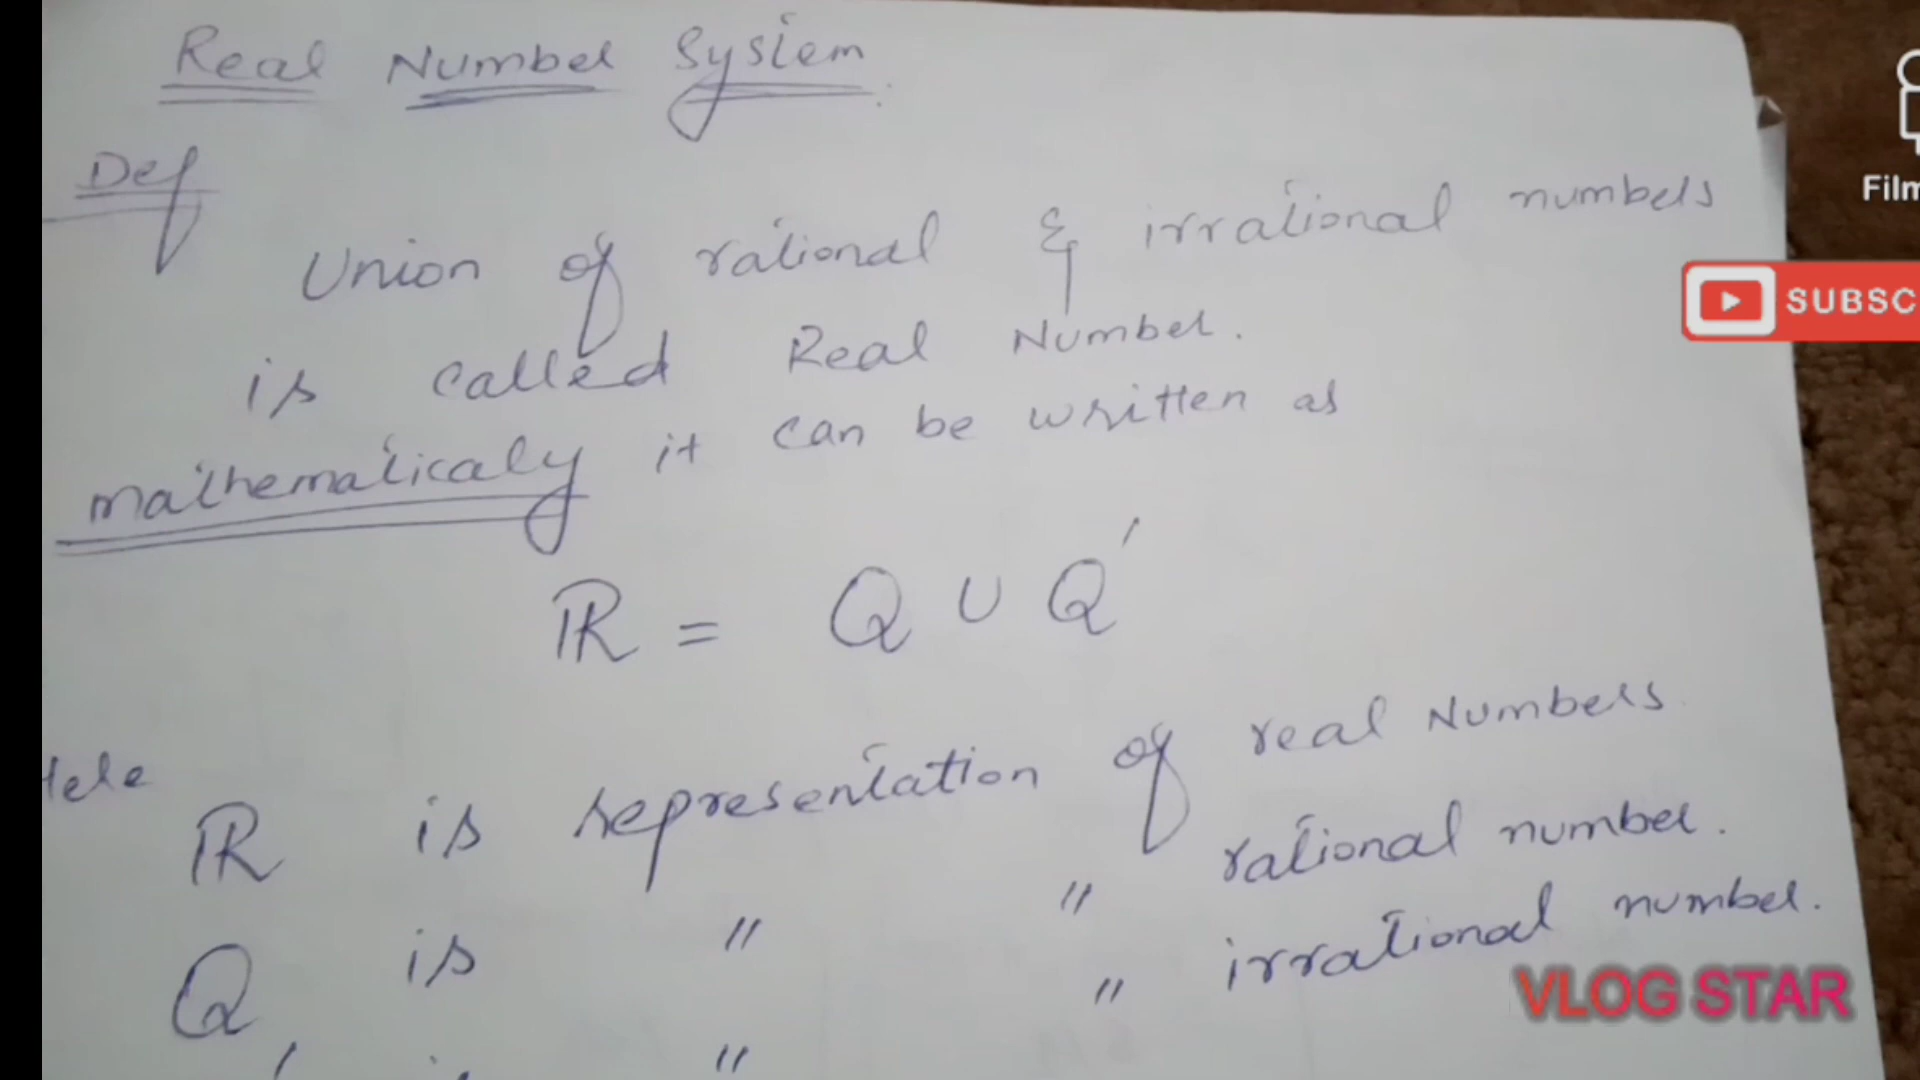 Real Number System
Def
Union of rational & irrational numbers
is called Real Number.
mathematicaly it can be written as
ℝ = Q ∪ Q′
Here
ℝ is representation of real Numbers
Q is " " rational number.
" " irrational number.
Film
SUBSC
VLOG STAR